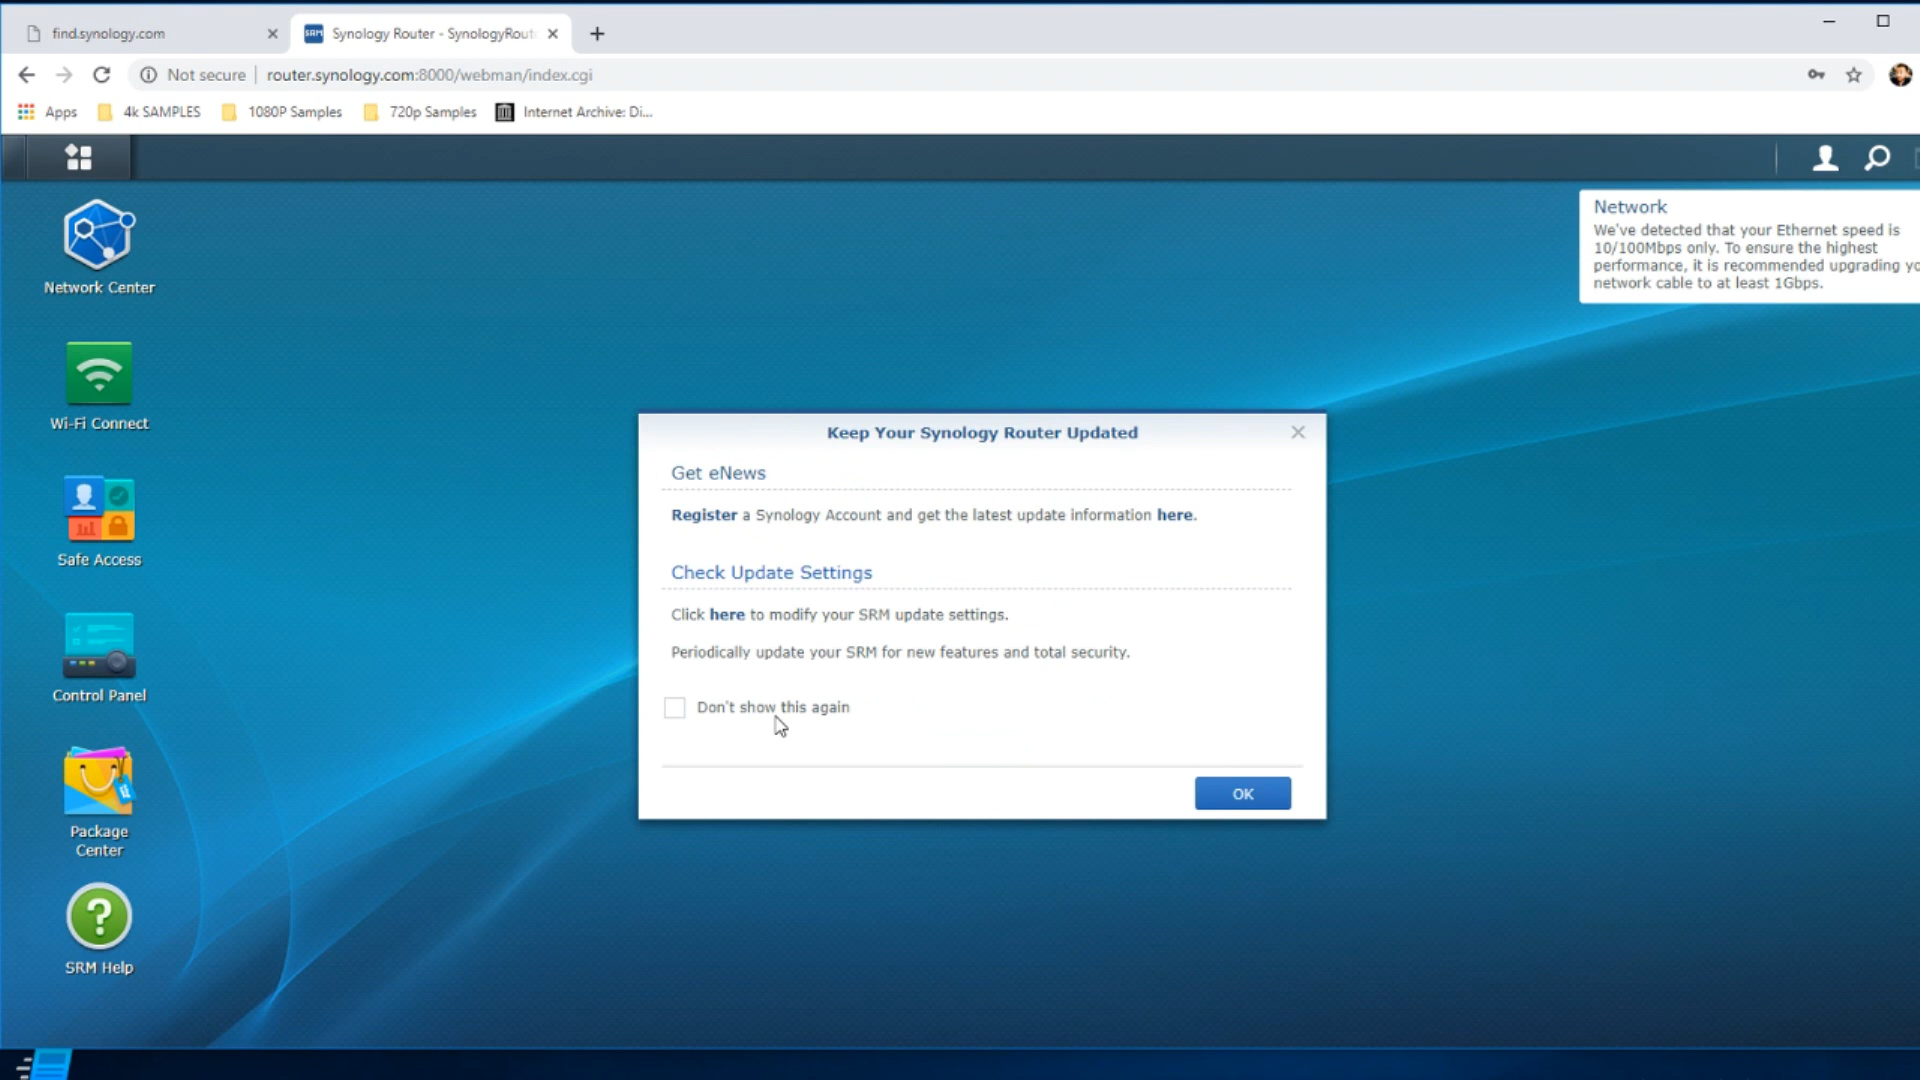 find.synology.com
SRM Synology Router - SynologyRout
Not secure router.synology.com:8000/webman/index.cgi
Apps 4k SAMPLES 1080P Samples 720p Samples Internet Archive: Di...
Network
We've detected that your Ethernet speed is
10/100Mbps only. To ensure the highest
performance, it is recommended upgrading yo
network cable to at least 1Gbps.
Network Center
Wi-Fi Connect
Safe Access
Control Panel
Package
Center
SRM Help
Keep Your Synology Router Updated
Get eNews
Register a Synology Account and get the latest update information here.
Check Update Settings
Click here to modify your SRM update settings.
Periodically update your SRM for new features and total security.
Don't show this again
OK